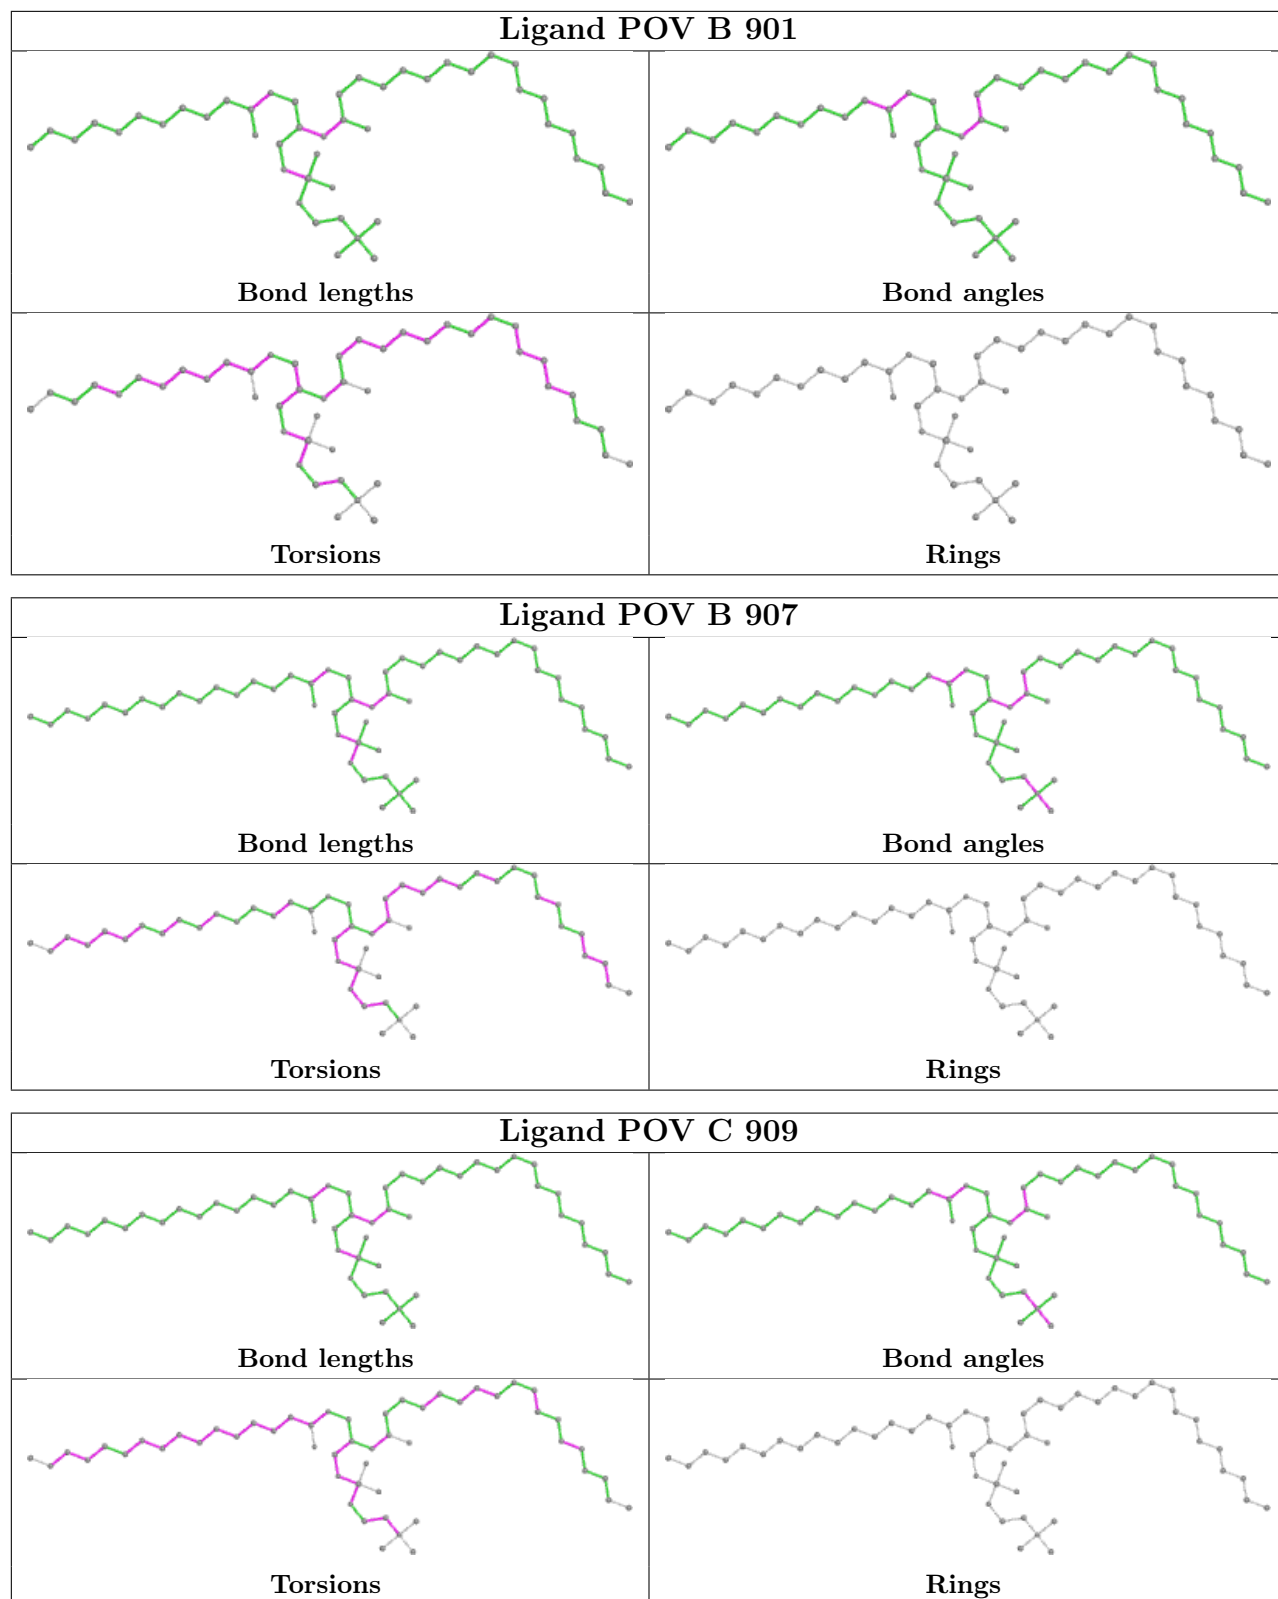 Ligand POV B 901
Bond lengths
Bond angles
Torsions
Rings
Ligand POV B 907
Bond lengths
Bond angles
Torsions
Rings
Ligand POV C 909
Bond lengths
Bond angles
Torsions
Rings